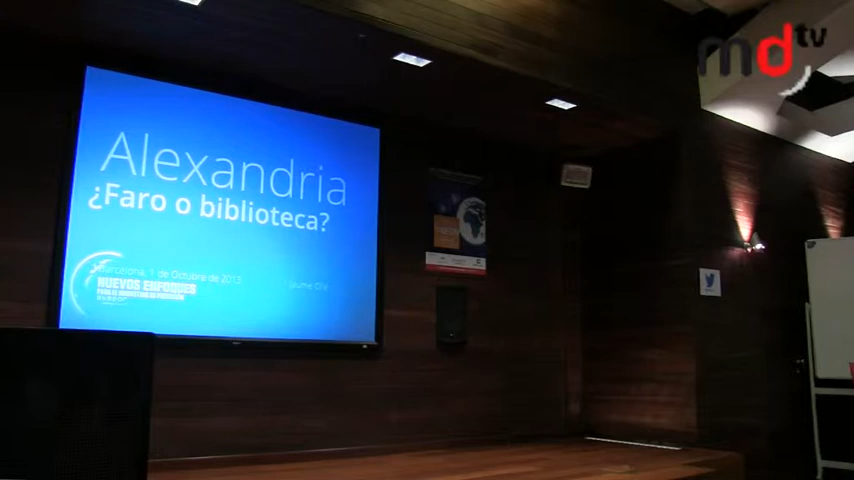 mdtv
Alexandria
¿Faro o biblioteca?
Barcelona, 1 de Octubre de 2013
NUEVOS ENFOQUES